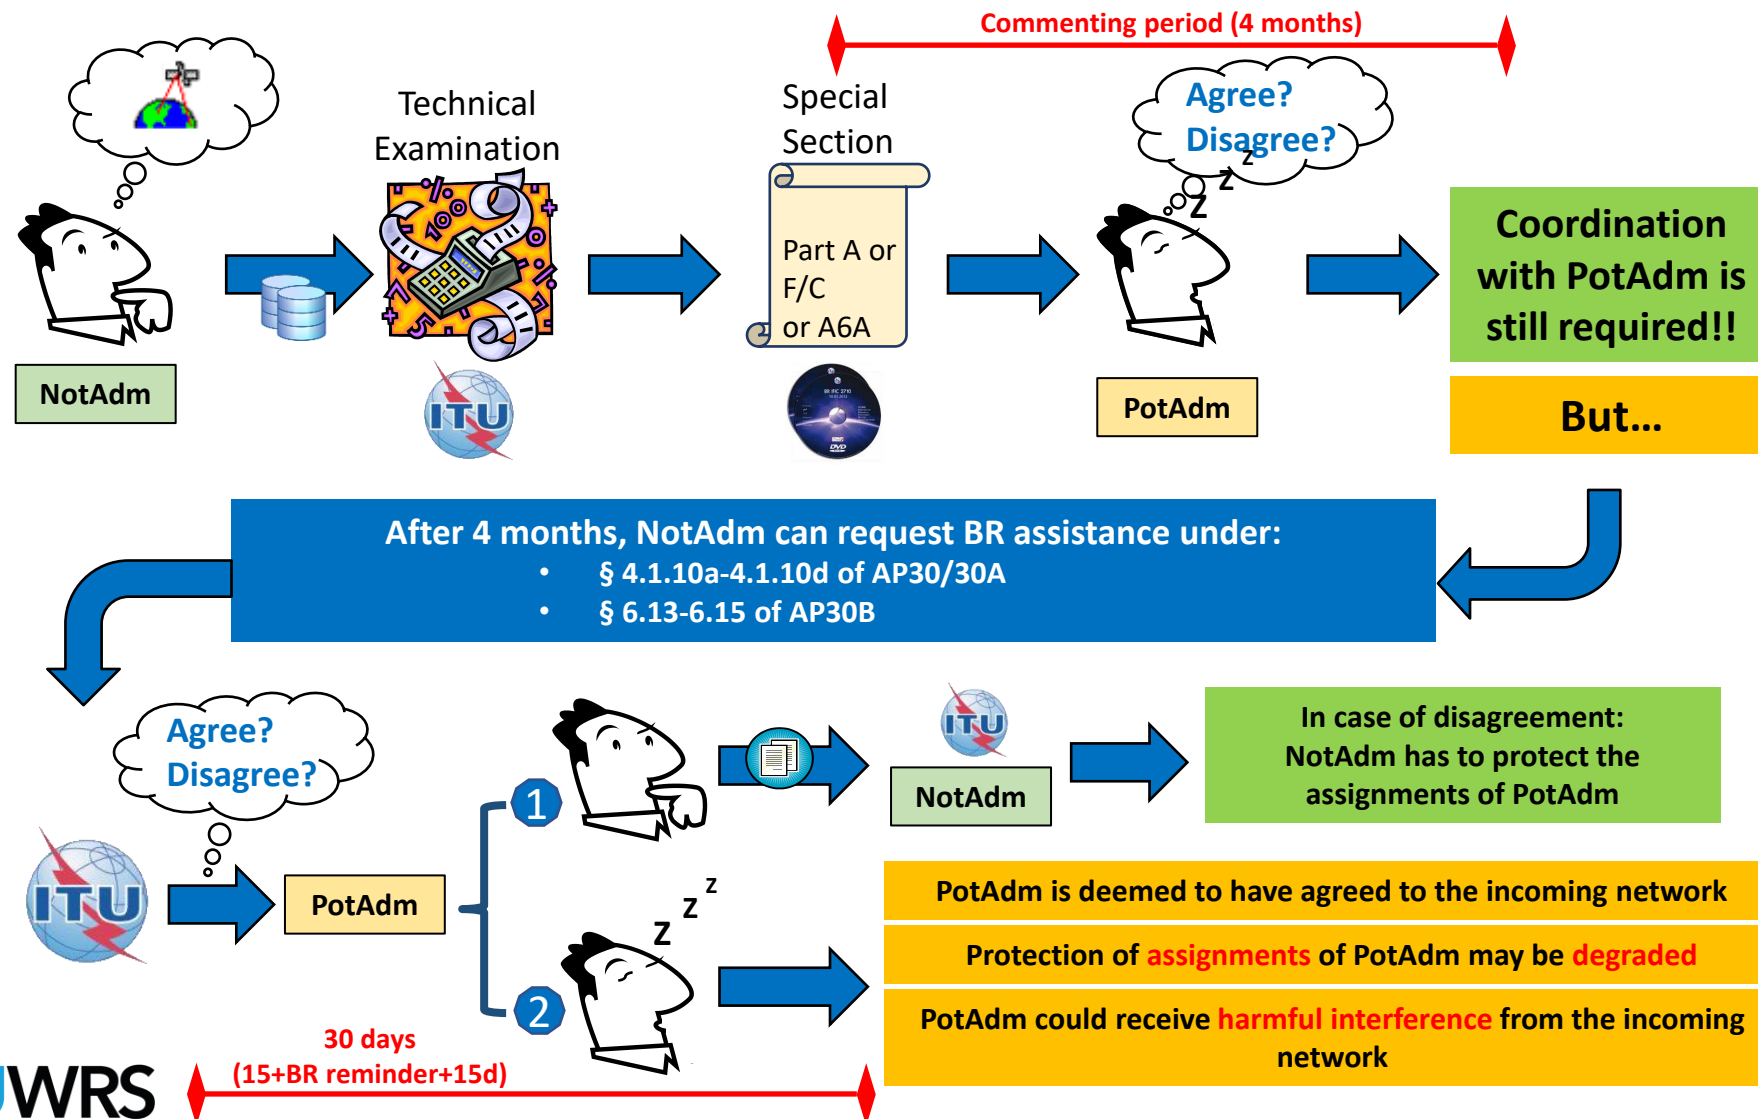 Commenting period (4 months)
Technical
Examination
Special
Section
Agree?
Disagree?
z
z
z
Part A or
F/C
or A6A
Coordination
with PotAdm is
still required!!
NotAdm
ITU
DVD
PotAdm
But...
After 4 months, NotAdm can request BR assistance under:
• § 4.1.10a-4.1.10d of AP30/30A
• § 6.13-6.15 of AP30B
Agree?
Disagree?
1
ITU
NotAdm
In case of disagreement:
NotAdm has to protect the
assignments of PotAdm
ITU
PotAdm
2
z
z
z
PotAdm is deemed to have agreed to the incoming network
Protection of assignments of PotAdm may be degraded
PotAdm could receive harmful interference from the incoming
network
30 days
(15+BR reminder+15d)
WRS